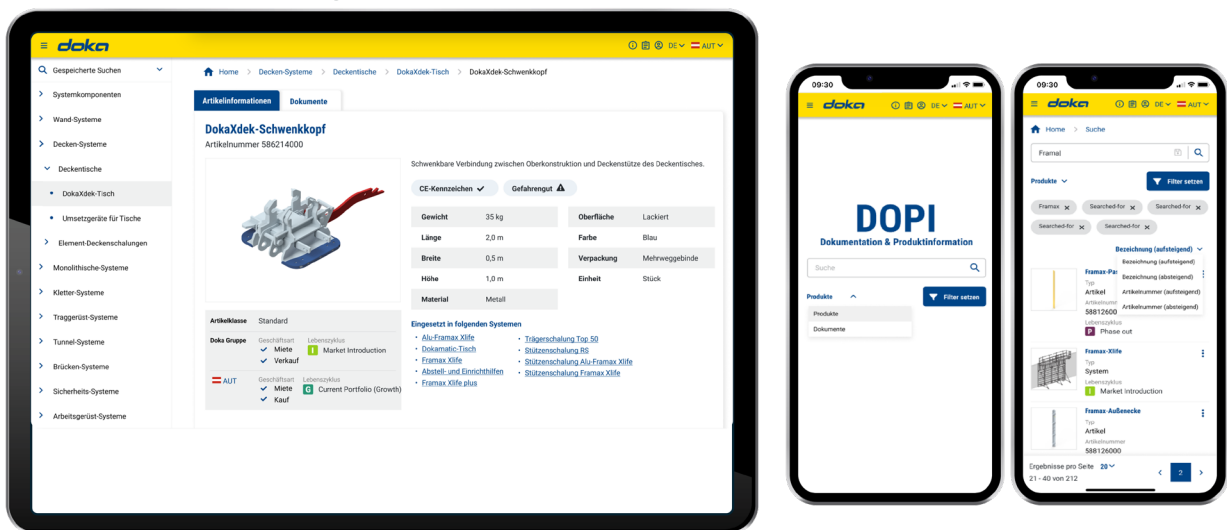 doka
DE AUT
Gespeicherte Suchen
Systemkomponenten
Wand-Systeme
Decken-Systeme
Deckentische
DokaXdek-Tisch
Umsetzgeräte für Tische
Element-Deckenschalungen
Monolithische-Systeme
Kletter-Systeme
Traggerüst-Systeme
Tunnel-Systeme
Brücken-Systeme
Sicherheits-Systeme
Arbeitsgerüst-Systeme
Home > Decken-Systeme > Deckentische > DokaXdek-Tisch > DokaXdek-Schwenkkopf
Artikelinformationen Dokumente
DokaXdek-Schwenkkopf
Artikelnummer 586214000
Schwenkbare Verbindung zwischen Oberkonstruktion und Deckenstütze des Deckentisches.
CE-Kennzeichen Gefahrengut
Gewicht 35 kg Oberfläche Lackiert
Länge 2,0 m Farbe Blau
Breite 0,5 m Verpackung Mehrweggebinde
Höhe 1,0 m Einheit Stück
Material Metall
Artikelklasse Standard
Doka Gruppe Geschäftsart Lebenszyklus
Miete I Market Introduction
Verkauf
AUT Geschäftsart Lebenszyklus
Miete G Current Portfolio (Growth)
Kauf
Eingesetzt in folgenden Systemen
Alu-Framax Xlife
Dokamatic-Tisch
Framax Xlife
Abstell- und Einrichthilfen
Framax Xlife plus
Trägerschalung Top 50
Stützenschalung RS
Stützenschalung Alu-Framax Xlife
Stützenschalung Framax Xlife
09:30
doka DE AUT
DOPI
Dokumentation & Produktinformation
Suche
Produkte Filter setzen
Produkte
Dokumente
09:30
doka DE AUT
Home > Suche
Framal
Produkte Filter setzen
Framax x Searched-for x Searched-for x
Searched-for x Searched-for x
Bezeichnung (aufsteigend)
Bezeichnung (aufsteigend)
Bezeichnung (absteigend)
Artikelnummer (aufsteigend)
Artikelnummer (absteigend)
Framax-Pas
Typ
Artikel
Artikelnumm
58812600
Lebenszyklus
P Phase out
Framax-Xlife
Typ
System
Lebenszyklus
I Market Introduction
Framax-Außenecke
Typ
Artikel
Artikelnummer
588126000
Ergebnisse pro Seite 20
21 - 40 von 212
< 2 >